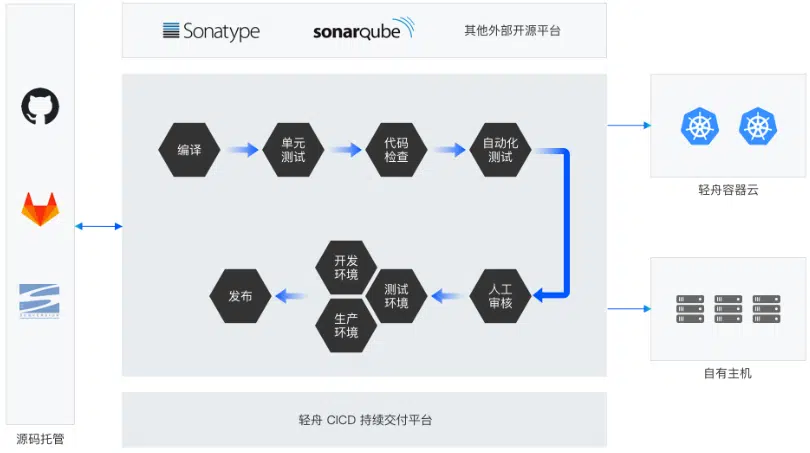 Sonatype
sonarqube
其他外部开源平台
编译
单元
测试
代码
检查
自动化
测试
开发
环境
发布
测试
环境
人工
审核
生产
环境
轻舟容器云
自有主机
轻舟 CICD 持续交付平台
源码托管